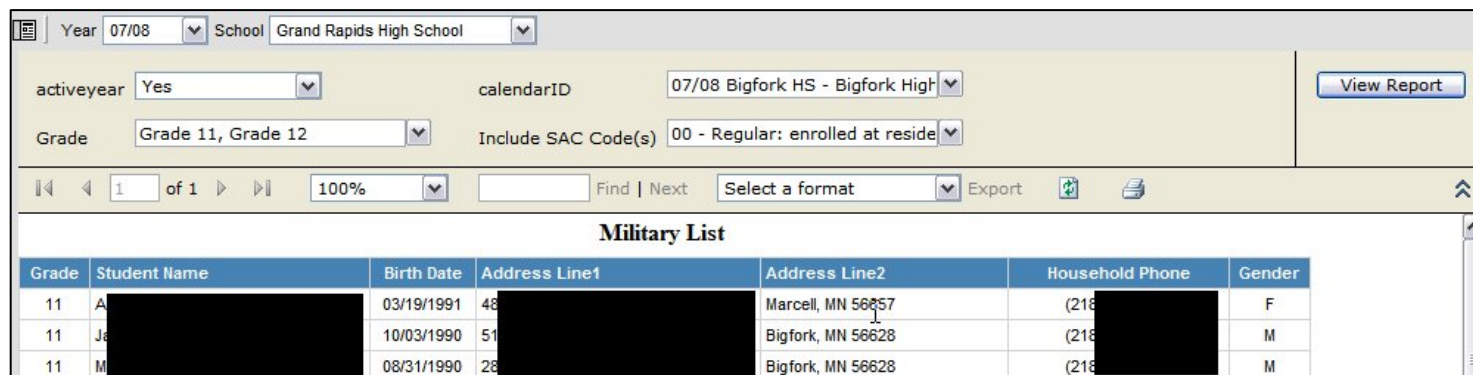 Year 07/08 School Grand Rapids High School
activeyear Yes calendarID 07/08 Bigfork HS - Bigfork High View Report
Grade Grade 11, Grade 12 Include SAC Code(s) 00 - Regular: enrolled at reside
1 of 1 100% Find | Next Select a format Export
Military List
Grade Student Name Birth Date Address Line1 Address Line2 Household Phone Gender
11 A 03/19/1991 48 Marcell, MN 56657 (218 F
11 Ja 10/03/1990 51 Bigfork, MN 56628 (218 M
11 M 08/31/1990 28 Bigfork, MN 56628 (218 M